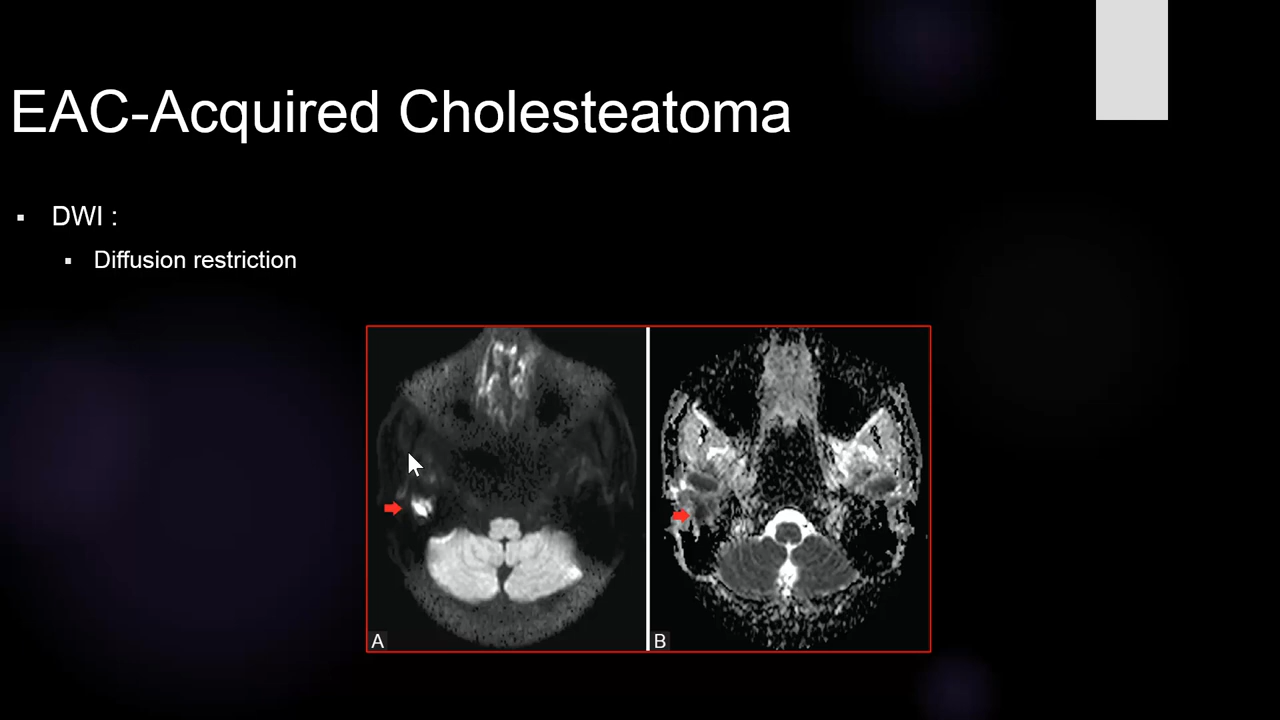 EAC-Acquired Cholesteatoma
▪ DWI :
▪ Diffusion restriction
A
B